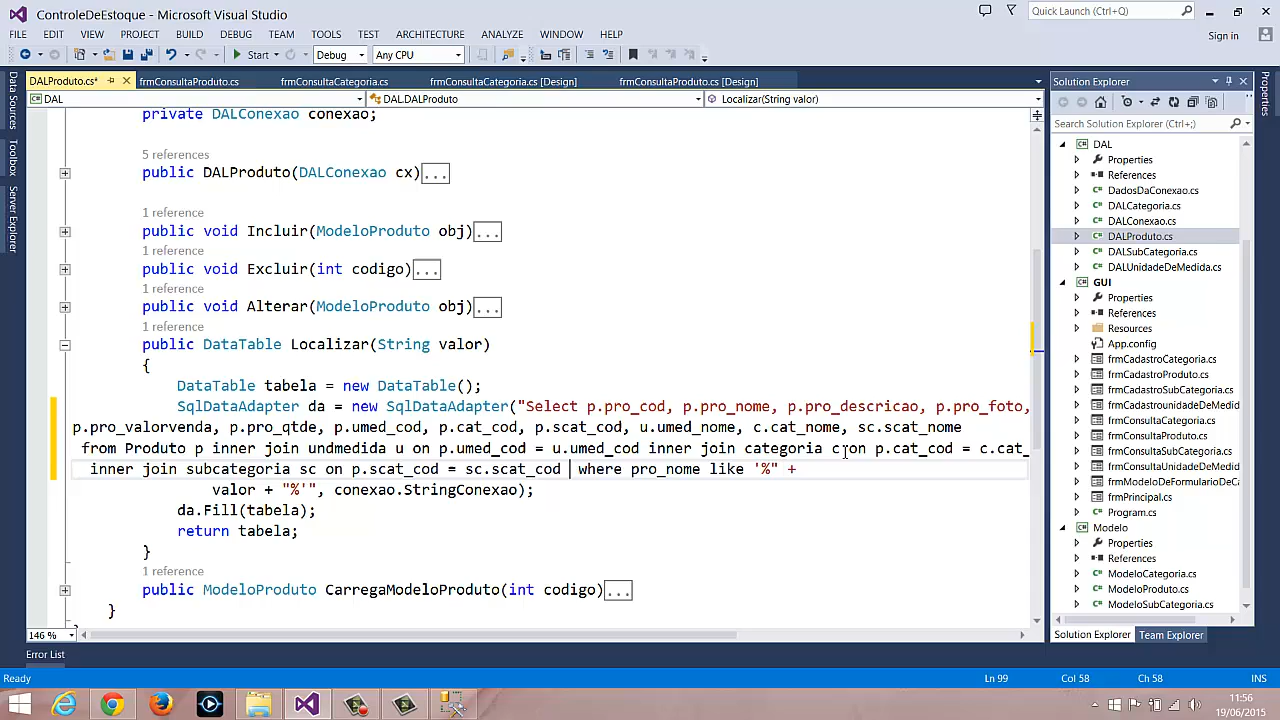 ControleDeEstoque - Microsoft Visual Studio
Quick Launch (Ctrl+Q)
FILE EDIT VIEW PROJECT BUILD DEBUG TEAM TOOLS TEST ARCHITECTURE ANALYZE WINDOW HELP
Sign in
Start Debug Any CPU
DALProduto.cs* frmConsultaProduto.cs frmConsultaCategoria.cs frmConsultaCategoria.cs [Design] frmConsultaProduto.cs [Design]
DAL DAL.DALProduto Localizar(String valor)
Data Sources
Toolbox
Server Explorer
private DALConexao conexao;
5 references
public DALProduto(DALConexao cx)...
1 reference
public void Incluir(ModeloProduto obj)...
1 reference
public void Excluir(int codigo)...
1 reference
public void Alterar(ModeloProduto obj)...
1 reference
public DataTable Localizar(String valor)
{
DataTable tabela = new DataTable();
SqlDataAdapter da = new SqlDataAdapter("Select p.pro_cod, p.pro_nome, p.pro_descricao, p.pro_foto,
p.pro_valorvenda, p.pro_qtde, p.umed_cod, p.cat_cod, p.scat_cod, u.umed_nome, c.cat_nome, sc.scat_nome
from Produto p inner join undmedida u on p.umed_cod = u.umed_cod inner join categoria c on p.cat_cod = c.cat_
inner join subcategoria sc on p.scat_cod = sc.scat_cod where pro_nome like '%" +
valor + "%'", conexao.StringConexao);
da.Fill(tabela);
return tabela;
}
1 reference
public ModeloProduto CarregaModeloProduto(int codigo)...
}
146 %
Error List
Solution Explorer
Search Solution Explorer (Ctrl+;)
DAL
Properties
References
DadosDaConexao.cs
DALCategoria.cs
DALConexao.cs
DALProduto.cs
DALSubCategoria.cs
DALUnidadeDeMedida.cs
GUI
Properties
References
Resources
App.config
frmCadastroCategoria.cs
frmCadastroProduto.cs
frmCadastroSubCategoria.cs
frmCadastraunidadeDeMedid
frmConsultaCategoria.cs
frmConsultaProduto.cs
frmConsultaSubCategoria.cs
frmConsultaUnidadeDeMedid
frmModeloDeFormularioDeCa
frmPrincipal.cs
Program.cs
Modelo
Properties
References
ModeloCategoria.cs
ModeloProduto.cs
ModeloSubCategoria.cs
Solution Explorer Team Explorer
Properties
Ready Ln 99 Col 58 Ch 58 INS
11:56
19/06/2015